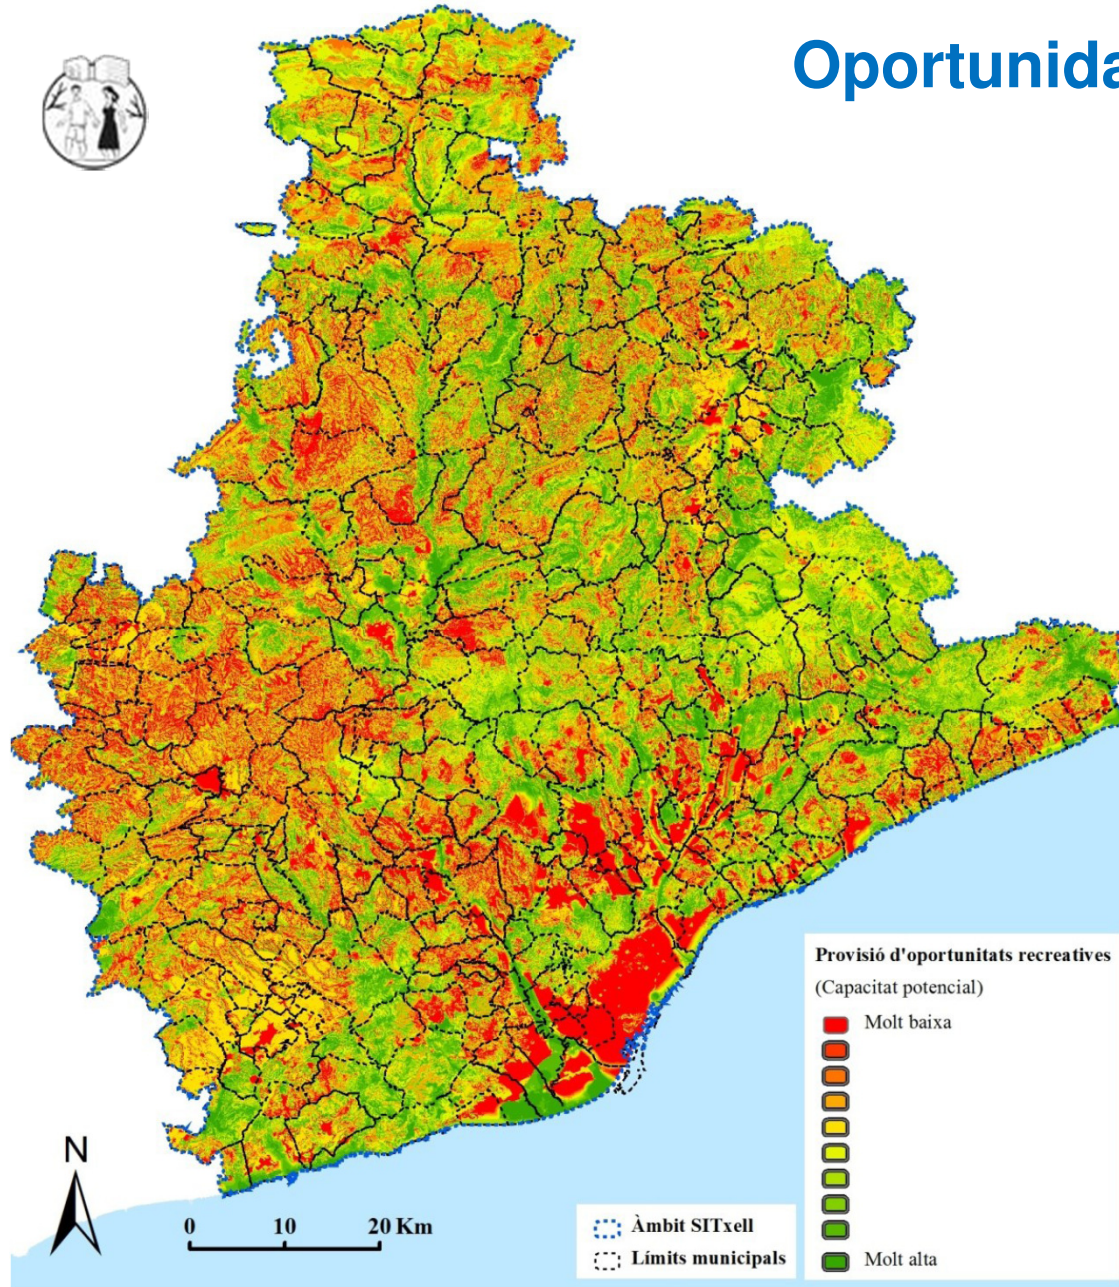 Oportunida
Provisió d'oportunitats recreatives
(Capacitat potencial)
Molt baixa
Molt alta
N
0 10 20 Km
Àmbit SITxell
Límits municipals